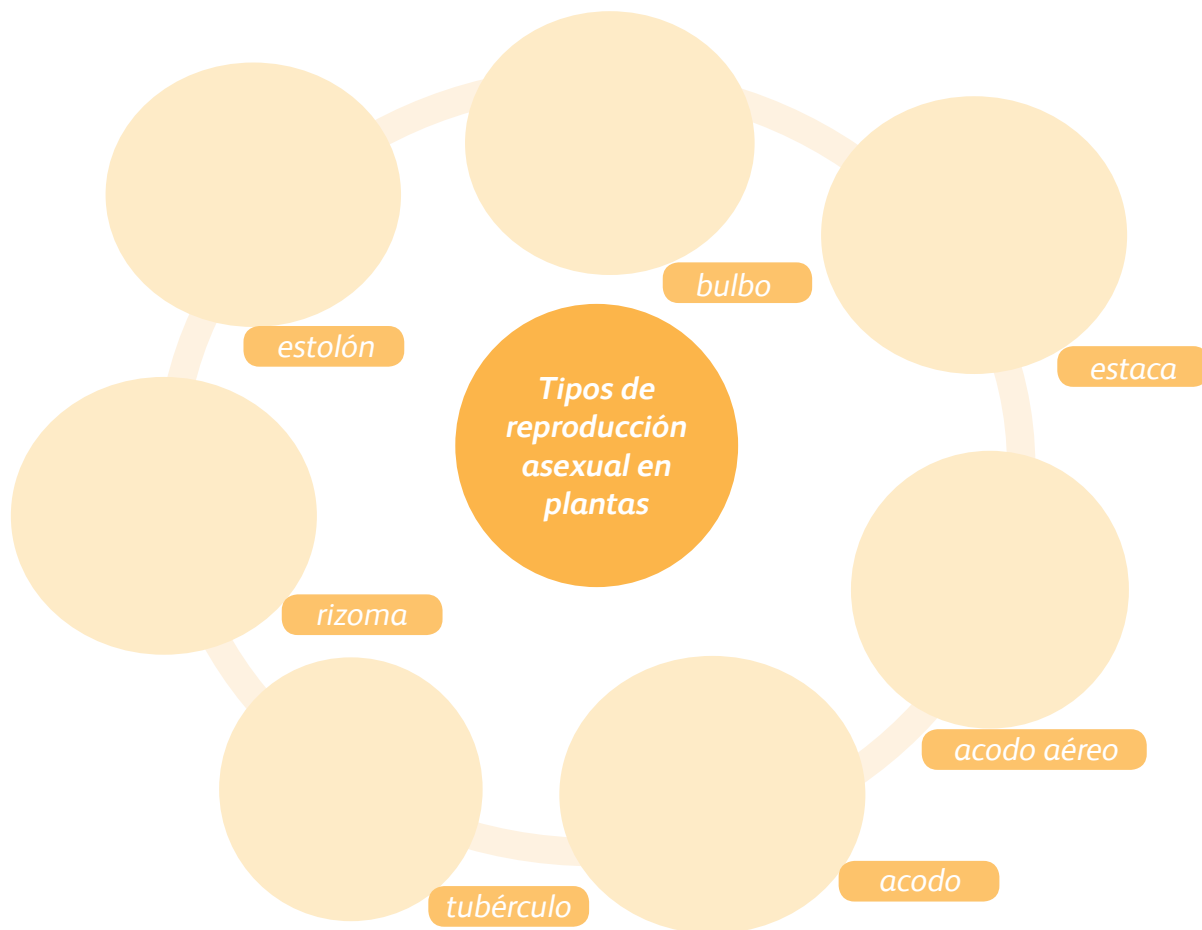 bulbo
estolón
estaca
Tipos de
reproducción
asexual en
plantas
rizoma
acodo aéreo
acodo
tubérculo